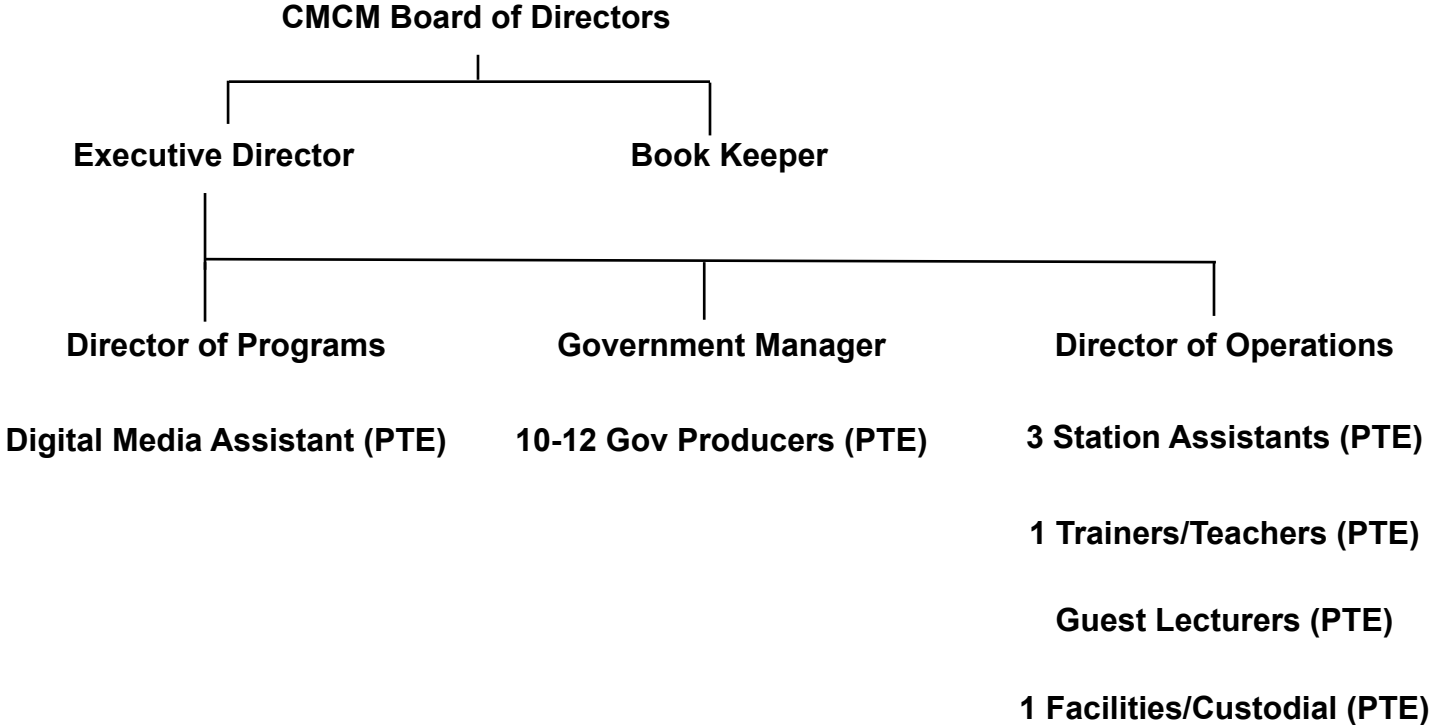 CMCM Board of Directors
Executive Director
Book Keeper
Director of Programs
Government Manager
Director of Operations
Digital Media Assistant (PTE)
10-12 Gov Producers (PTE)
3 Station Assistants (PTE)
1 Trainers/Teachers (PTE)
Guest Lecturers (PTE)
1 Facilities/Custodial (PTE)